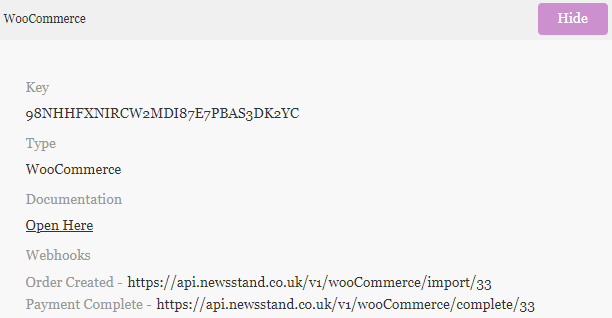 WooCommerce
Hide
Key
98NHHFXNIRCW2MDI87E7PBAS3DK2YC
Type
WooCommerce
Documentation
Open Here
Webhooks
Order Created - https://api.newsstand.co.uk/v1/wooCommerce/import/33
Payment Complete - https://api.newsstand.co.uk/v1/wooCommerce/complete/33